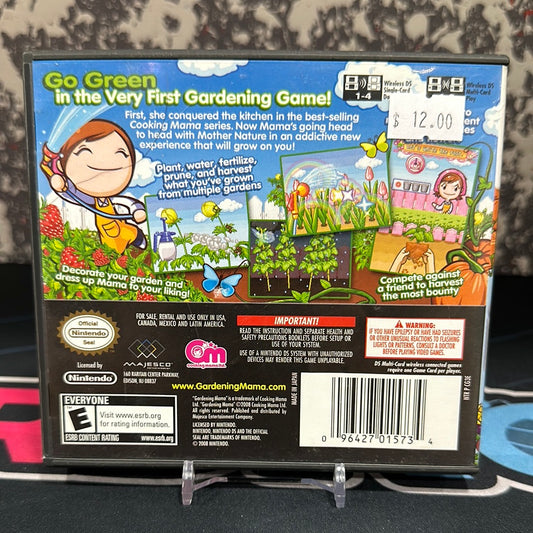 Go Green
in the Very First Gardening Game!
First, she conquered the kitchen in the best-selling
Cooking Mama series. Now Mama's going head
to head with Mother Nature in an addictive new
experience that will grow on you!
1-4
Wireless DS
Single-Card
Wireless DS
Multi-Card
Play
$ 12.00
Plant, water, fertilize,
prune, and harvest
what you've grown
from multiple gardens
Decorate your garden and
dress up Mama to your liking!
Compete against
a friend to harvest
the most bounty
Official
Nintendo
Seal
Licensed by
Nintendo
FOR SALE, RENTAL AND USE ONLY IN USA,
CANADA, MEXICO AND LATIN AMERICA.
MAJESCO
160 RARITAN CENTER PARKWAY,
EDISON, NJ 08837
www.GardeningMama.com
IMPORTANT!
READ THE INSTRUCTION AND SEPARATE HEALTH AND
SAFETY PRECAUTIONS BOOKLETS BEFORE SETUP OR
USE OF YOUR SYSTEM.
USE OF A NINTENDO DS SYSTEM WITH UNAUTHORIZED
DEVICES MAY RENDER THIS GAME UNPLAYABLE.
WARNING:
IF YOU HAVE EPILEPSY OR HAVE HAD SEIZURES
OR OTHER UNUSUAL REACTIONS TO FLASHING
LIGHTS OR PATTERNS, CONSULT A DOCTOR
BEFORE PLAYING VIDEO GAMES.
DS Multi-Card wireless connected games
require one Game Card per player.
EVERYONE
E
Visit www.esrb.org
for rating information.
ESRB CONTENT RATING
www.esrb.org
"Gardening Mama" is a trademark of Cooking Mama
Ltd. "Gardening Mama" ©2008 Cooking Mama Ltd.
All rights reserved. Published and distributed by
Majesco Entertainment Company.
LICENSED BY NINTENDO.
NINTENDO, NINTENDO DS AND THE OFFICIAL
SEAL ARE TRADEMARKS OF NINTENDO.
© 2008 NINTENDO.
MADE IN JAPAN
0 96427 01573 4